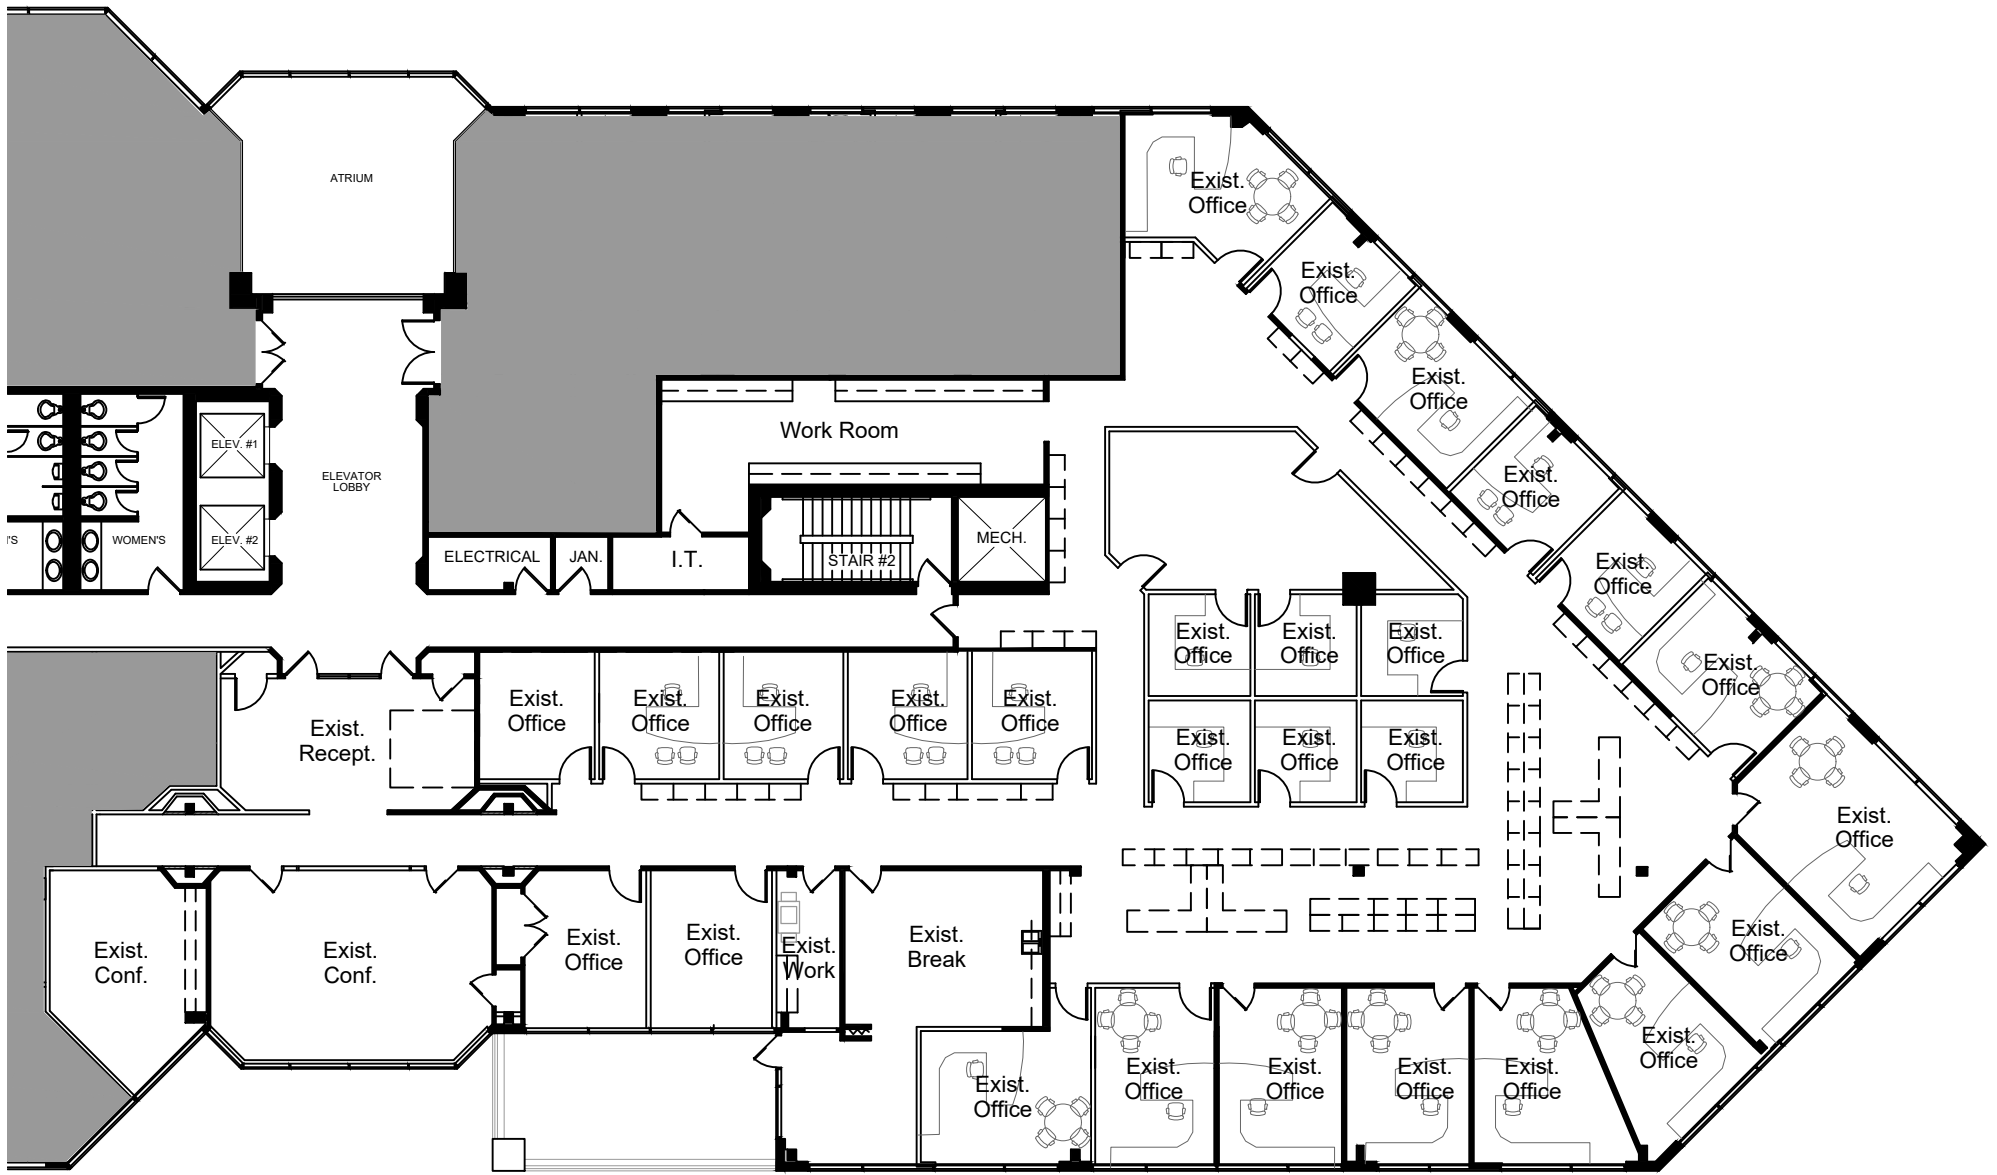 ATRIUM
Exist.
Office
Exist.
Office
Exist.
Office
Work Room
ELEV. #1
ELEVATOR
LOBBY
Exist.
Office
'S
WOMEN'S
ELEV. #2
ELECTRICAL
JAN.
I.T.
STAIR #2
MECH.
Exist.
Office
Exist.
Office
Exist.
Office
Exist.
Office
Exist.
Office
Exist.
Recept.
Exist.
Office
Exist.
Office
Exist.
Office
Exist.
Office
Exist.
Office
Exist.
Office
Exist.
Office
Exist.
Office
Exist.
Office
Exist.
Conf.
Exist.
Conf.
Exist.
Office
Exist.
Office
Exist.
Work
Exist.
Break
Exist.
Office
Exist.
Office
Exist.
Office
Exist.
Office
Exist.
Office
Exist.
Office
Exist.
Office